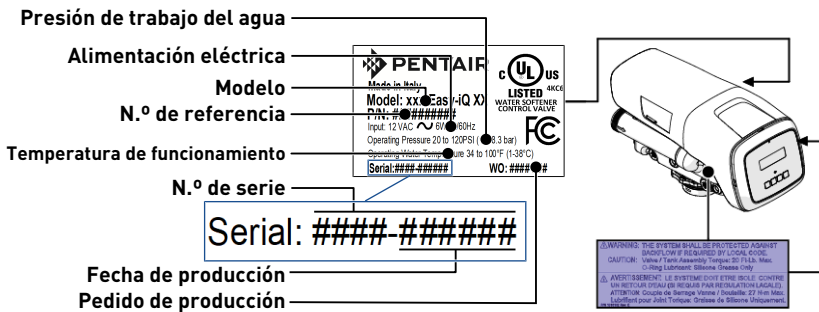 Presión de trabajo del agua
Alimentación eléctrica
Modelo
N.º de referencia
Temperatura de funcionamiento
N.º de serie
Fecha de producción
Pedido de producción
PENTAIR
Made in Italy
Model: xx Easy-iQ XX
P/N: ########
Input: 12 VAC ~ 6V /60Hz
Operating Pressure 20 to 120PSI ( 8.3 bar)
Operating Water Temperature 34 to 100°F (1-38°C)
Serial:####-######
WO: #### #
C UL US
LISTED
4KC6
WATER SOFTENER
CONTROL VALVE
FC
Serial: ####-######
WARNING: THE SYSTEM SHALL BE PROTECTED AGAINST
BACKFLOW IF REQUIRED BY LOCAL CODE.
CAUTION: Valve / Tank Assembly Torque: 20 Ft-Lb. Max.
O-Ring Lubricant: Silicone Grease Only
AVERTISSEMENT: LE SYSTEME DOIT ETRE ISOLE CONTRE
UN RETOUR D'EAU (SI REQUIS PAR REGULATION LACALE).
ATTENTION: Couple de Serrage Vanne / Bouteille: 27 N·m Max.
Lubrifiant pour Joint Torique: Graisse de Silicone Uniquement.